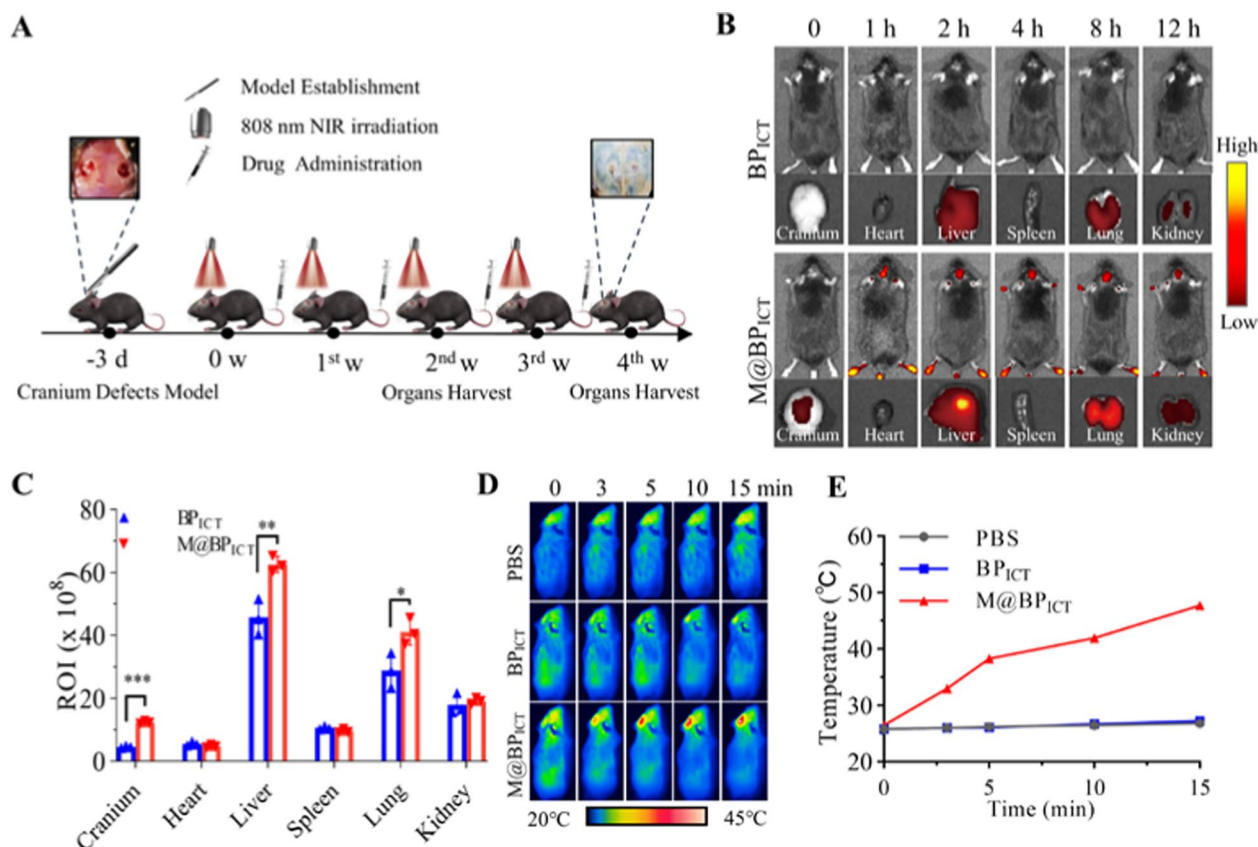 A
Model Establishment
808 nm NIR irradiation
Drug Administration
-3 d
0 w
1st w
2nd w
3rd w
4th w
Cranium Defects Model
Organs Harvest
Organs Harvest
B
0
1 h
2 h
4 h
8 h
12 h
BPICT
Cranium
Heart
Liver
Spleen
Lung
Kidney
M@BPICT
Cranium
Heart
Liver
Spleen
Lung
Kidney
High
Low
C
ROI (x 10⁸)
80
60
40
20
0
BPICT
M@BPICT
***
**
*
Cranium
Heart
Liver
Spleen
Lung
Kidney
D
0
3
5
10
15 min
PBS
BPICT
M@BPICT
20℃
45℃
E
Temperature (℃)
60
50
40
30
20
PBS
BPICT
M@BPICT
0
5
10
15
Time (min)